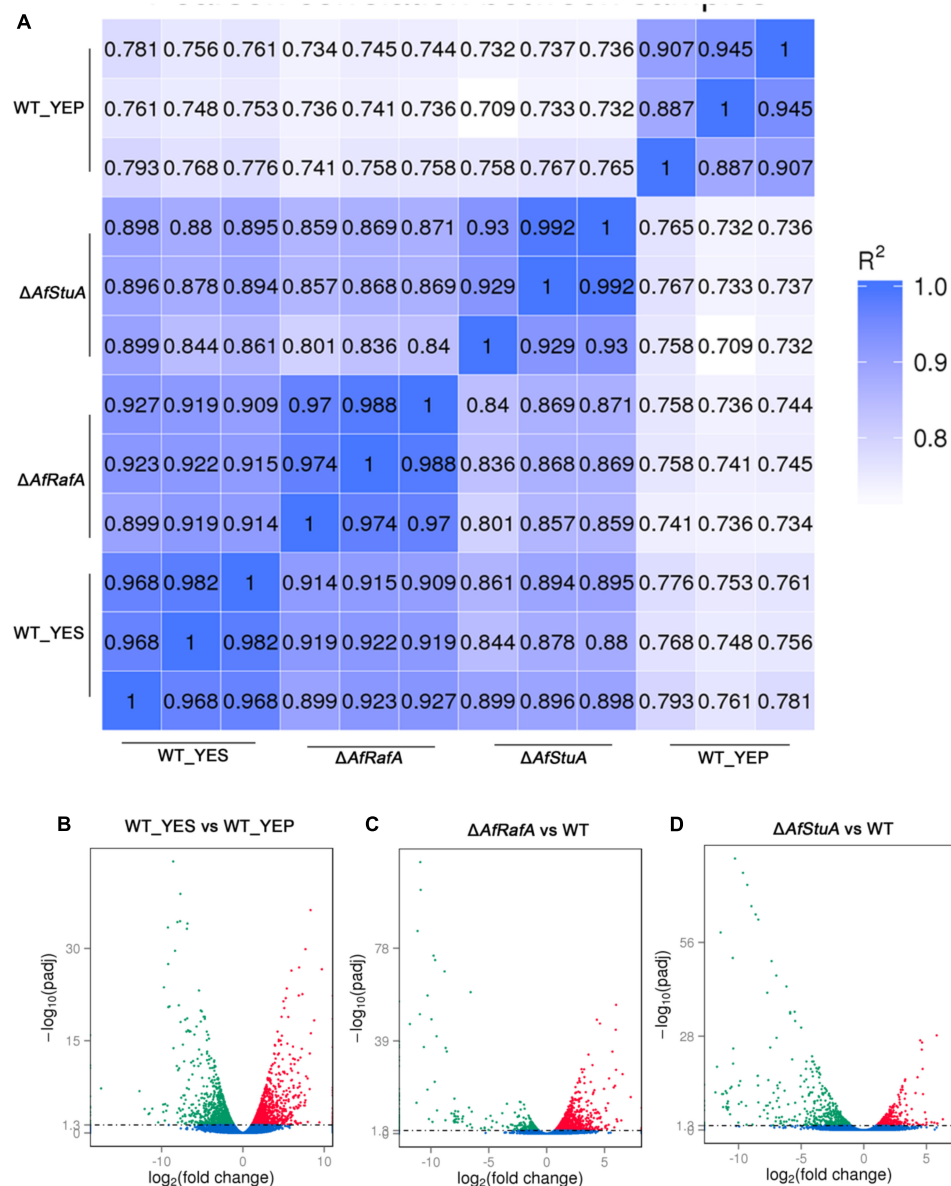 A
0.781 0.756 0.761 0.734 0.745 0.744 0.732 0.737 0.736 0.907 0.945 1
WT_YEP 0.761 0.748 0.753 0.736 0.741 0.736 0.709 0.733 0.732 0.887 1 0.945
0.793 0.768 0.776 0.741 0.758 0.758 0.758 0.767 0.765 1 0.887 0.907
0.898 0.88 0.895 0.859 0.869 0.871 0.93 0.992 1 0.765 0.732 0.736
ΔAfStuA 0.896 0.878 0.894 0.857 0.868 0.869 0.929 1 0.992 0.767 0.733 0.737
0.899 0.844 0.861 0.801 0.836 0.84 1 0.929 0.93 0.758 0.709 0.732
0.927 0.919 0.909 0.97 0.988 1 0.84 0.869 0.871 0.758 0.736 0.744
ΔAfRafA 0.923 0.922 0.915 0.974 1 0.988 0.836 0.868 0.869 0.758 0.741 0.745
0.899 0.919 0.914 1 0.974 0.97 0.801 0.857 0.859 0.741 0.736 0.734
0.968 0.982 1 0.914 0.915 0.909 0.861 0.894 0.895 0.776 0.753 0.761
WT_YES 0.968 1 0.982 0.919 0.922 0.919 0.844 0.878 0.88 0.768 0.748 0.756
1 0.968 0.968 0.899 0.923 0.927 0.899 0.896 0.898 0.793 0.761 0.781
WT_YES ΔAfRafA ΔAfStuA WT_YEP
R²
1.0
0.9
0.8
B WT_YES vs WT_YEP
−log₁₀(padj)
30
15
1.3
0
-10 0 10
log₂(fold change)
C ΔAfRafA vs WT
−log₁₀(padj)
78
39
-10 -5 0 5
log₂(fold change)
D ΔAfStuA vs WT
−log₁₀(padj)
56
28
-10 -5 0 5
log₂(fold change)